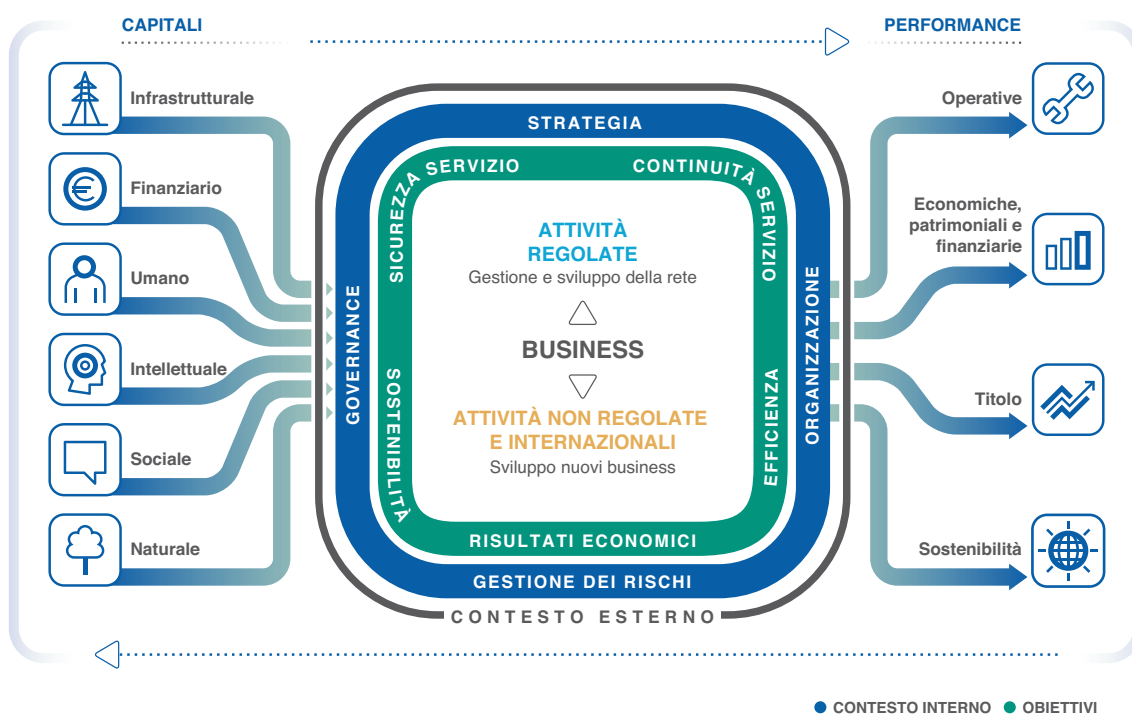 CAPITALI
PERFORMANCE
Infrastrutturale
Finanziario
Umano
Intellettuale
Sociale
Naturale
STRATEGIA
GOVERNANCE
ORGANIZZAZIONE
GESTIONE DEI RISCHI
CONTESTO ESTERNO
SICUREZZA SERVIZIO
CONTINUITÀ SERVIZIO
SOSTENIBILITÀ
EFFICIENZA
RISULTATI ECONOMICI
ATTIVITÀ
REGOLATE
Gestione e sviluppo della rete
BUSINESS
ATTIVITÀ NON REGOLATE
E INTERNAZIONALI
Sviluppo nuovi business
Operative
Economiche,
patrimoniali e
finanziarie
Titolo
Sostenibilità
CONTESTO INTERNO
OBIETTIVI